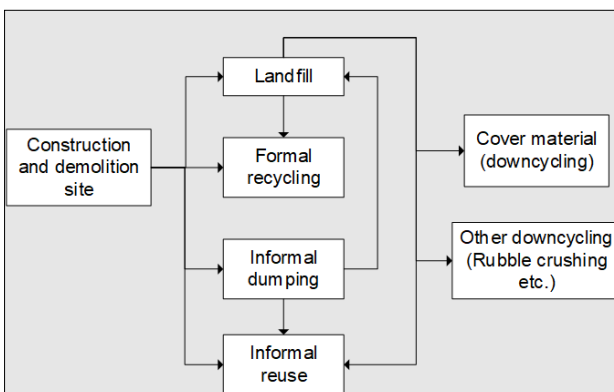 Landfill
Construction
and demolition
site
Formal
recycling
Informal
dumping
Informal
reuse
Cover material
(downcycling)
Other downcycling
(Rubble crushing
etc.)